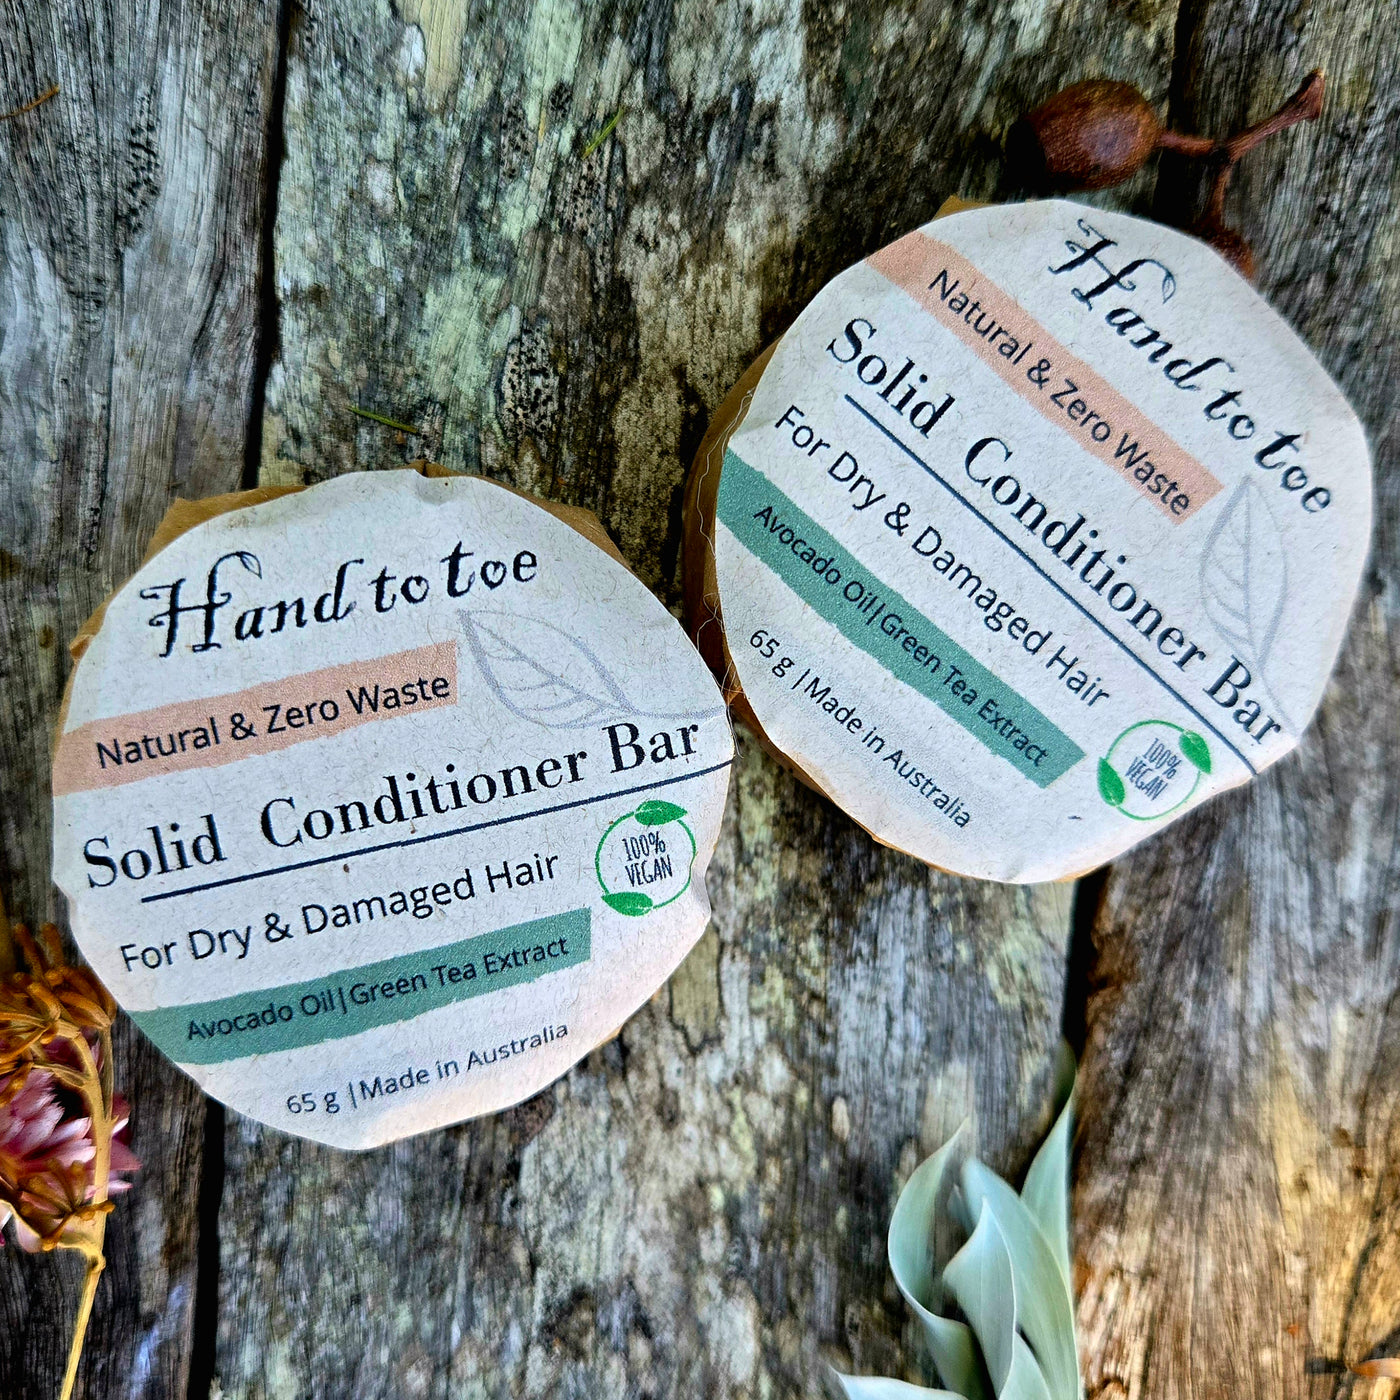 Hand to toe
Natural & Zero Waste
Solid Conditioner Bar
For Dry & Damaged Hair
100%
VEGAN
Avocado Oil|Green Tea Extract
65 g |Made in Australia
Hand to toe
Natural & Zero Waste
Solid Conditioner Bar
For Dry & Damaged Hair
Avocado Oil|Green Tea Extract
100%
VEGAN
65 g |Made in Australia